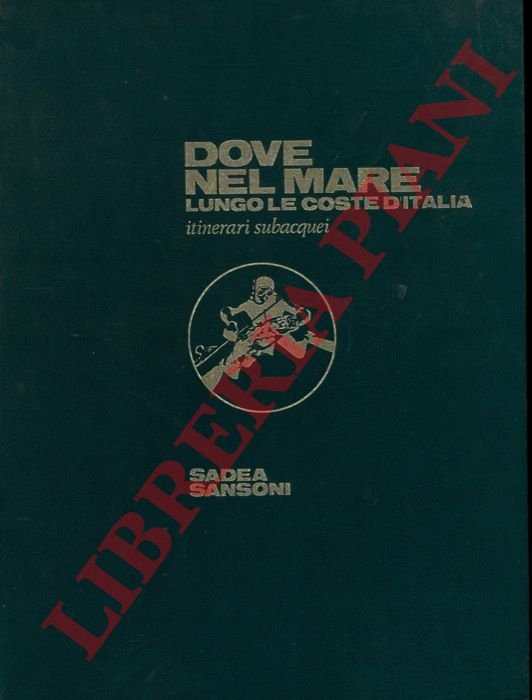 DOVE
NEL MARE
LUNGO LE COSTE D'ITALIA
itinerari subacquei
SADEA
SANSONI
LIBRERIA PIANI